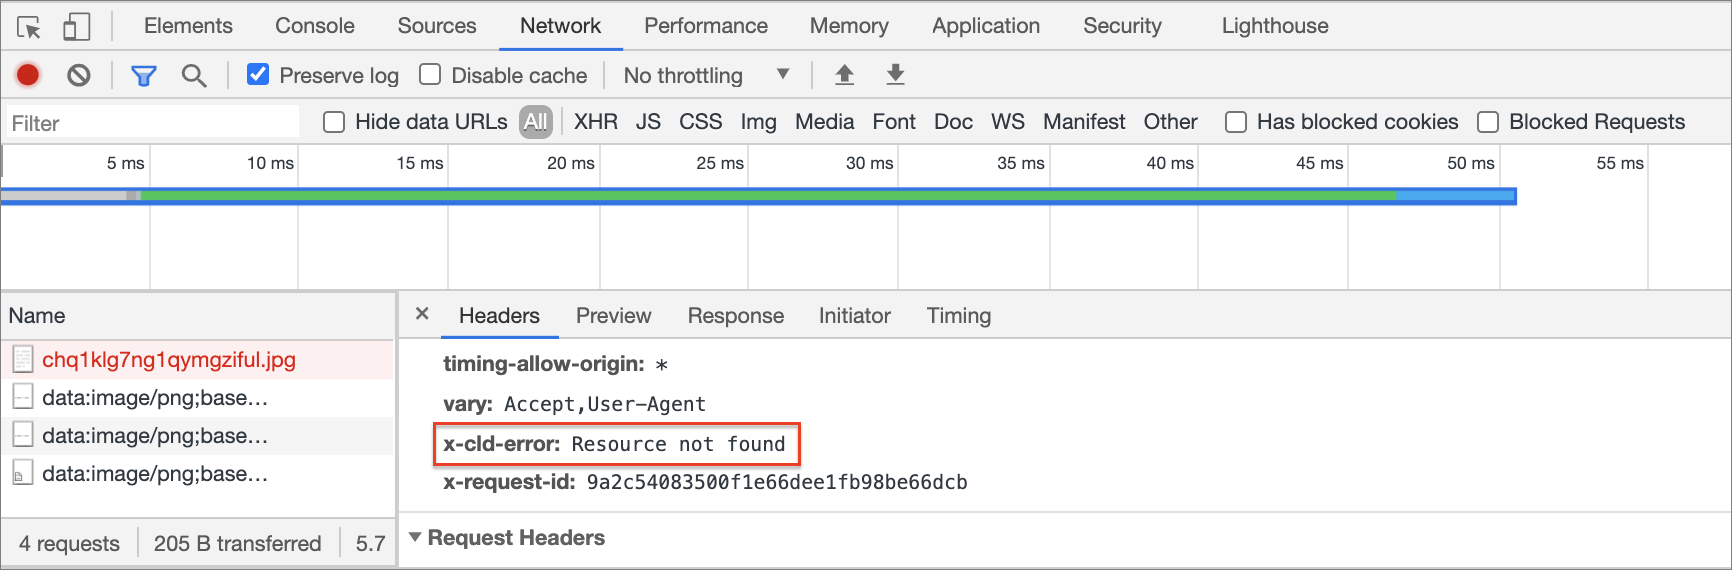 Elements Console Sources Network Performance Memory Application Security Lighthouse
Preserve log Disable cache No throttling
Filter Hide data URLs All XHR JS CSS Img Media Font Doc WS Manifest Other Has blocked cookies Blocked Requests
5 ms 10 ms 15 ms 20 ms 25 ms 30 ms 35 ms 40 ms 45 ms 50 ms 55 ms
Name
chq1klg7ng1qymgziful.jpg
data:image/png;base...
data:image/png;base...
data:image/png;base...
4 requests 205 B transferred 5.7
× Headers Preview Response Initiator Timing
timing-allow-origin: *
vary: Accept,User-Agent
x-cld-error: Resource not found
x-request-id: 9a2c54083500f1e66dee1fb98be66dcb
Request Headers